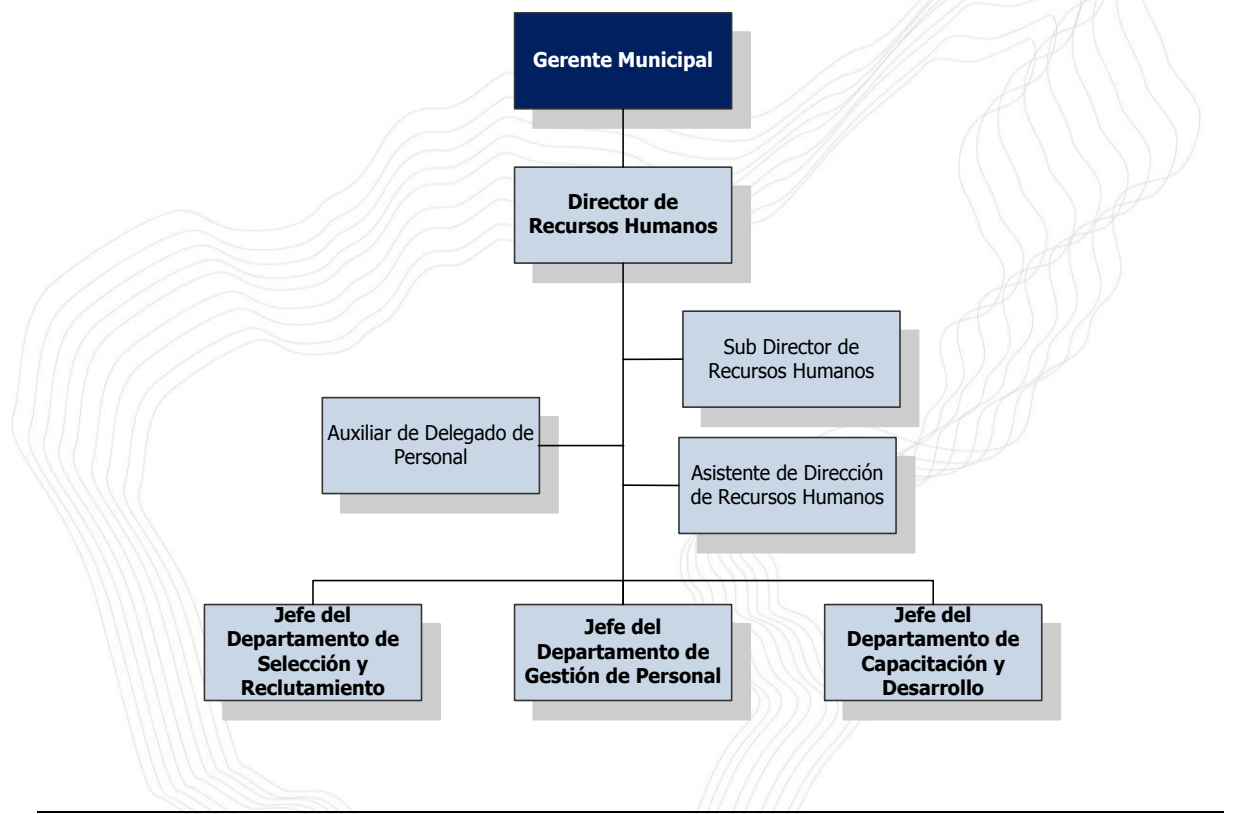 Gerente Municipal
Director de
Recursos Humanos
Sub Director de
Recursos Humanos
Auxiliar de Delegado de
Personal
Asistente de Dirección
de Recursos Humanos
Jefe del
Departamento de
Selección y
Reclutamiento
Jefe del
Departamento de
Gestión de Personal
Jefe del
Departamento de
Capacitación y
Desarrollo